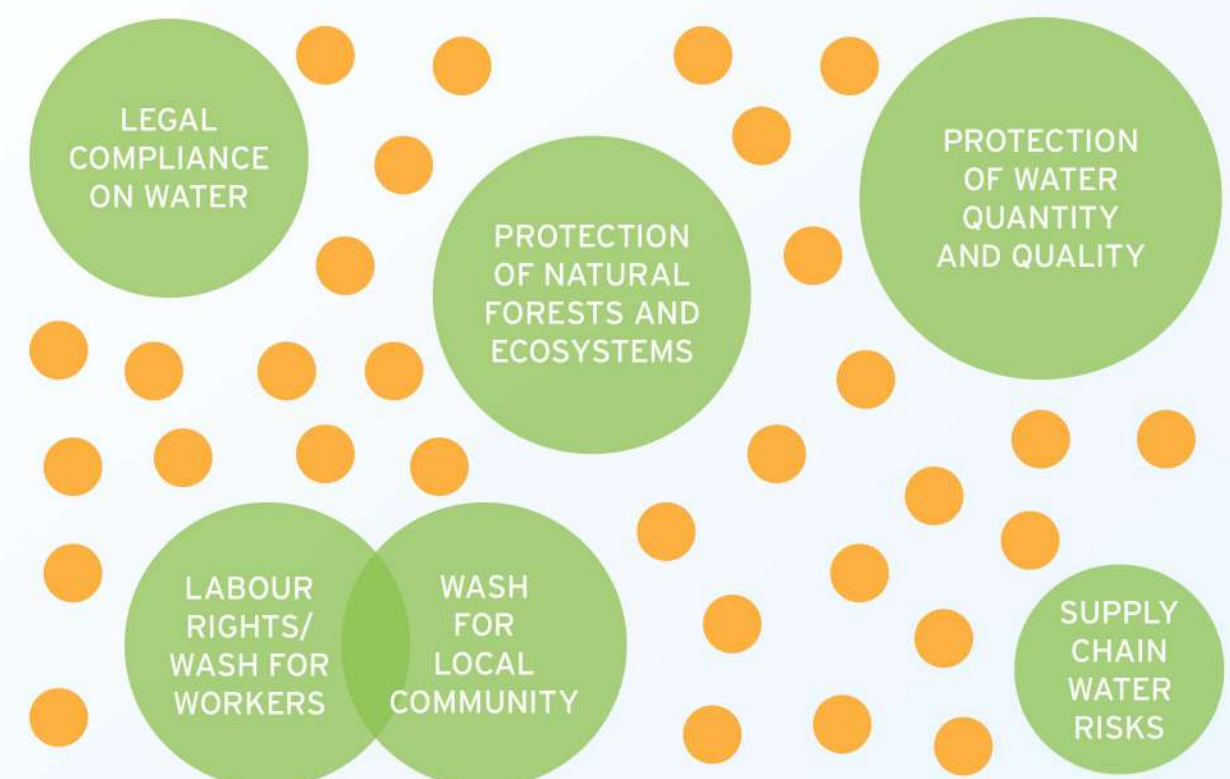 LEGAL
COMPLIANCE
ON WATER
PROTECTION
OF NATURAL
FORESTS AND
ECOSYSTEMS
PROTECTION
OF WATER
QUANTITY
AND QUALITY
LABOUR
RIGHTS/
WASH FOR
WORKERS
WASH
FOR
LOCAL
COMMUNITY
SUPPLY
CHAIN
WATER
RISKS